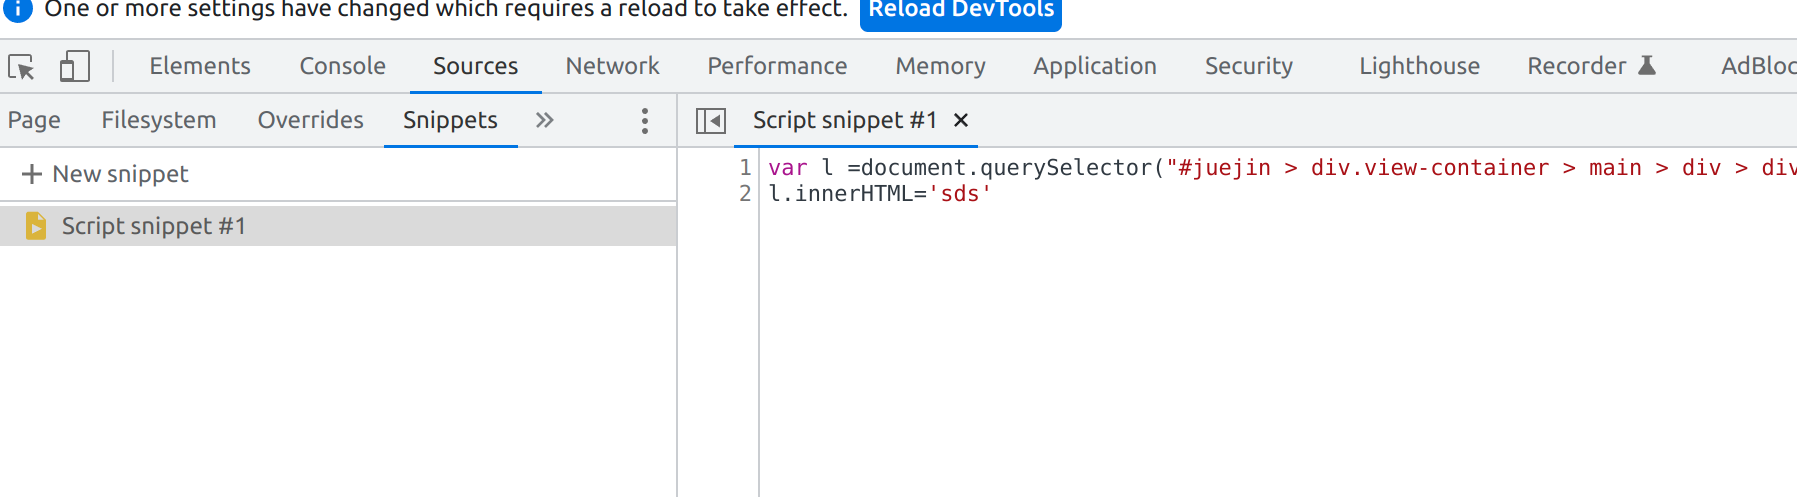 One or more settings have changed which requires a reload to take effect. Reload DevTools
Elements Console Sources Network Performance Memory Application Security Lighthouse Recorder
Page Filesystem Overrides Snippets Script snippet #1
+ New snippet
Script snippet #1
1 var l =document.querySelector("#juejin > div.view-container > main > div > div
2 l.innerHTML='sds'